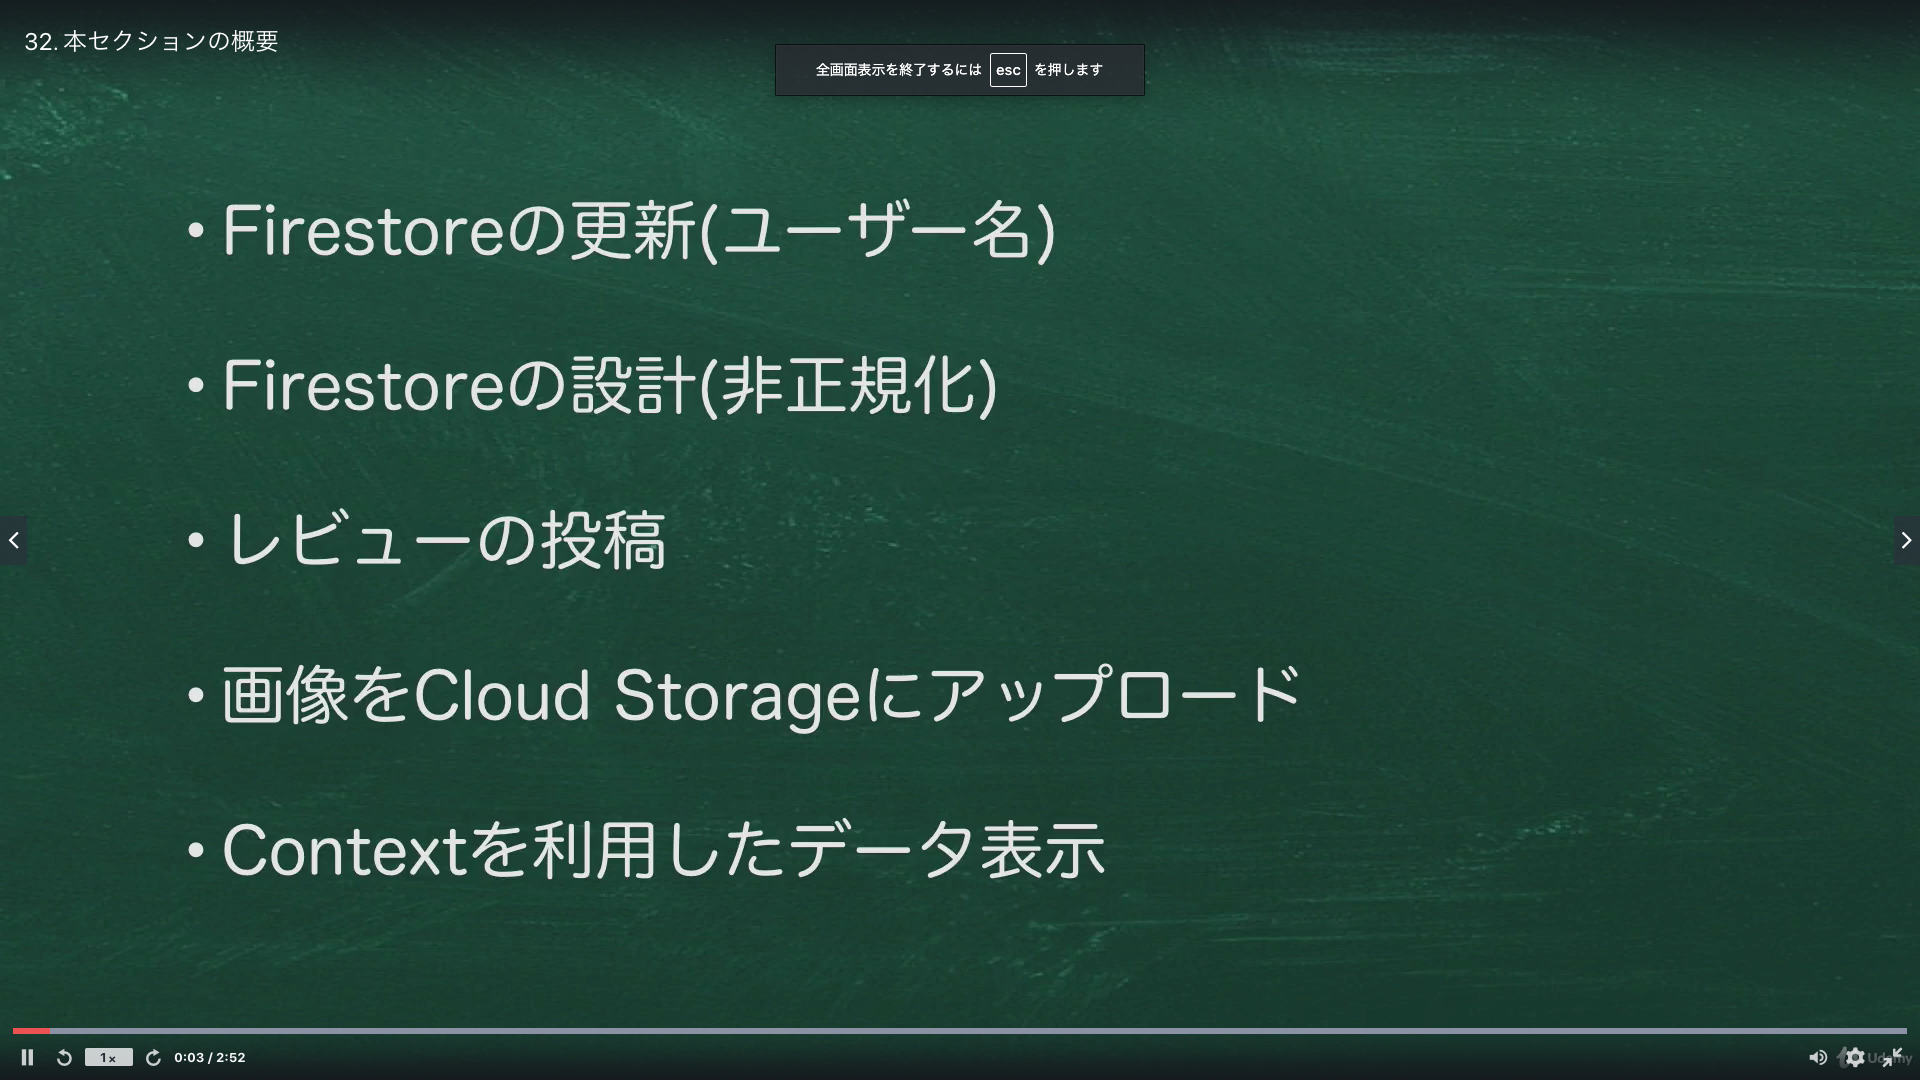 32. 本セクションの概要
全画面表示を終了するには esc を押します
• Firestoreの更新(ユーザー名)
• Firestoreの設計(非正規化)
• レビューの投稿
• 画像をCloud Storageにアップロード
• Contextを利用したデータ表示
1x 0:03 / 2:52 Udemy